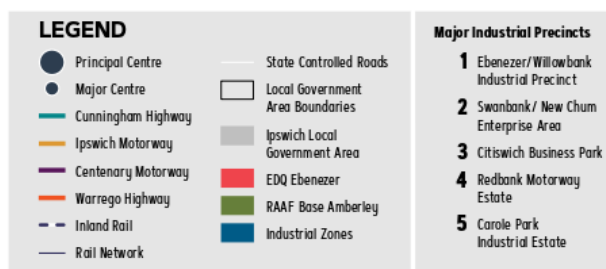 LEGEND
Principal Centre
Major Centre
Cunningham Highway
Ipswich Motorway
Centenary Motorway
Warrego Highway
Inland Rail
Rail Network
State Controlled Roads
Local Government
Area Boundaries
Ipswich Local
Government Area
EDQ Ebenezer
RAAF Base Amberley
Industrial Zones
Major Industrial Precincts
1 Ebenezer/Willowbank
Industrial Precinct
2 Swanbank/ New Chum
Enterprise Area
3 Citiswich Business Park
4 Redbank Motorway
Estate
5 Carole Park
Industrial Estate